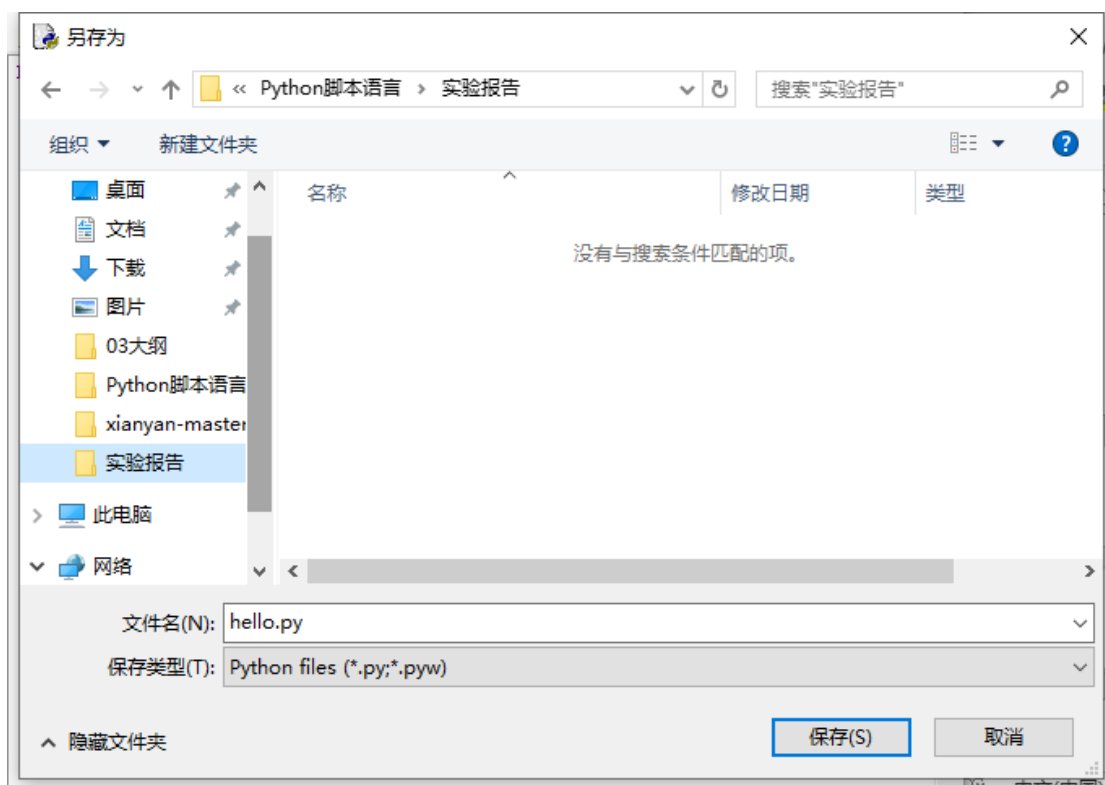 另存为
« Python脚本语言 › 实验报告
搜索"实验报告"
组织
新建文件夹
桌面
文档
下载
图片
03大纲
Python脚本语言
xianyan-master
实验报告
此电脑
网络
名称
修改日期
类型
没有与搜索条件匹配的项。
文件名(N): hello.py
保存类型(T): Python files (*.py;*.pyw)
隐藏文件夹
保存(S)
取消